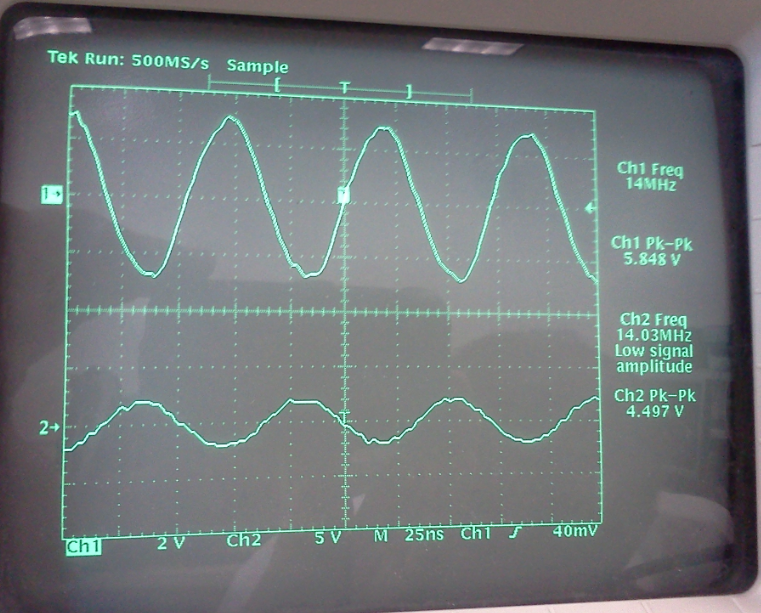 Tek Run: 500MS/s Sample
[ T ]
1→
T
Ch1 Freq
14MHz
Ch1 Pk-Pk
5.848 V
Ch2 Freq
14.03MHz
Low signal
amplitude
Ch2 Pk-Pk
4.497 V
2→
Ch1 2 V Ch2 5 V M 25ns Ch1 ƒ 40mV